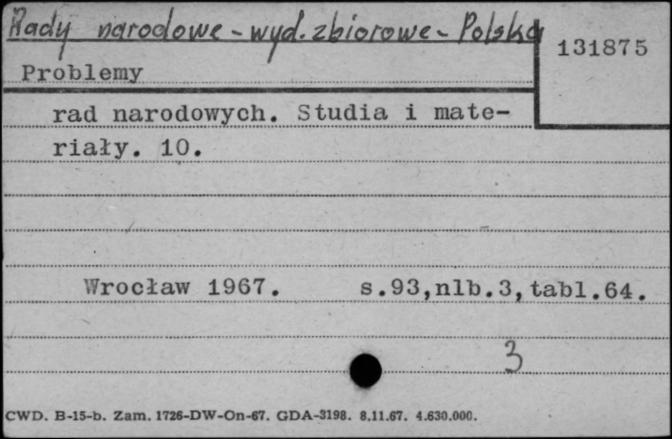 Rady narodowe - wyd. zbiorowe - Polska
131875
Problemy
rad narodowych. Studia i mate-
riały. 10.
Wrocław 1967. s.93,nlb.3,tabl.64.
3
CWD. B-15-b. Zam. 1726-DW-On-67. GDA-3198. 8.11.67. 4.630.000.